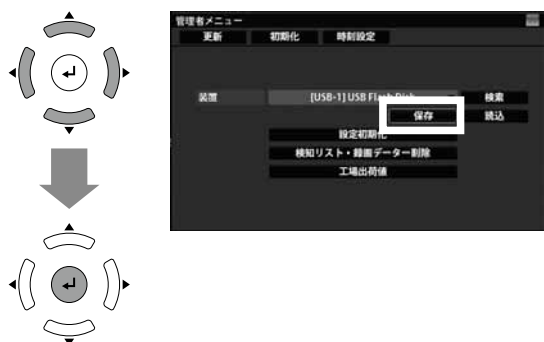 管理者メニュー
更新 初期化 時刻設定
装置 [USB-1] USB Flash Disk 検索
保存 読込
設定初期化
検知リスト・録画データー削除
工場出荷値